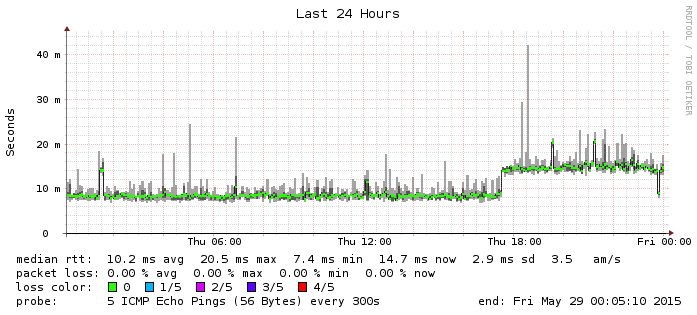 Last 24 Hours
RRDTOOL / TOBI OETIKER
Seconds
40 m
30 m
20 m
10 m
0
Thu 06:00 Thu 12:00 Thu 18:00 Fri 00:00
median rtt: 10.2 ms avg 20.5 ms max 7.4 ms min 14.7 ms now 2.9 ms sd 3.5 am/s
packet loss: 0.00 % avg 0.00 % max 0.00 % min 0.00 % now
loss color: 0 1/5 2/5 3/5 4/5
probe: 5 ICMP Echo Pings (56 Bytes) every 300s end: Fri May 29 00:05:10 2015